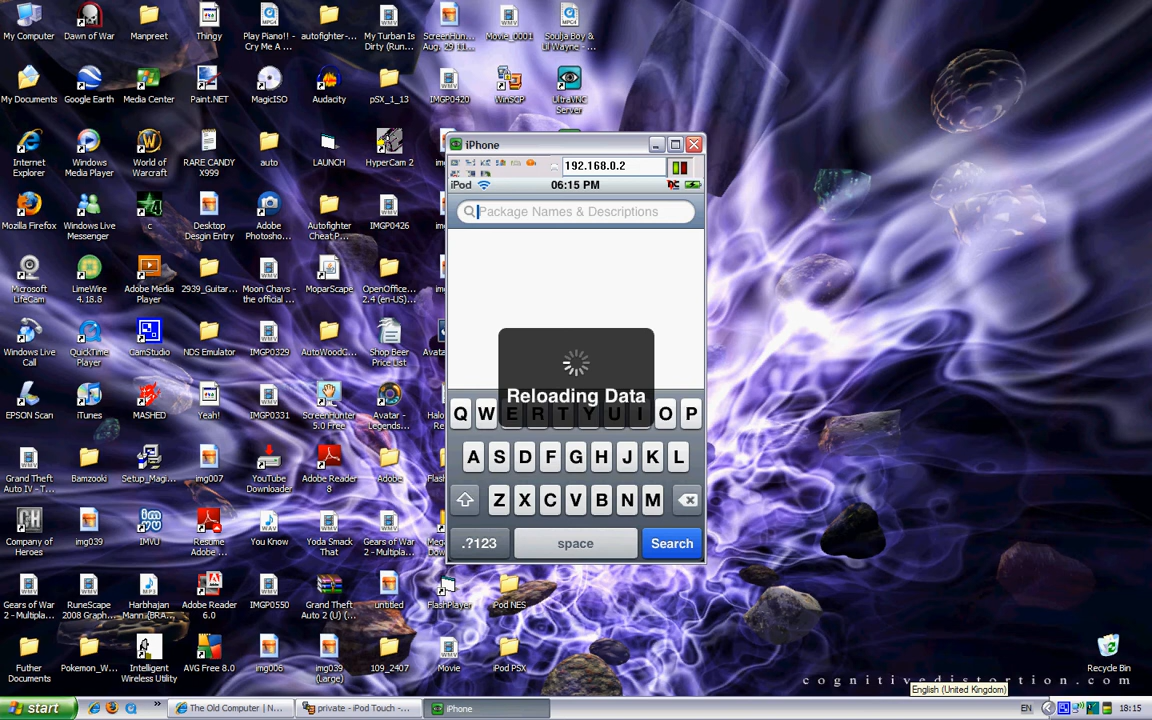 My Computer
Dawn of War
Manpreet
Thingy
Play Piano!! -
Cry Me A ...
autofighter-...
My Turban Is
Dirty (Run...
ScreenHun...
Aug. 29 11...
Movie_0001
Soulja Boy &
Lil Wayne - ...
My Documents
Google Earth
Media Center
Paint.NET
MagicISO
Audacity
pSX_1_13
IMGP0420
WinSCP
UltraVNC
Server
Internet
Explorer
Windows
Media Player
World of
Warcraft
RARE CANDY
X999
auto
LAUNCH
HyperCam 2
Mozilla Firefox
Windows Live
Messenger
c
Desktop
Desgin Entry
Adobe
Photosho...
Autofighter
Cheat P...
IMGP0426
Microsoft
LifeCam
LimeWire
4.18.8
Adobe Media
Player
2939_Guitar...
Moon Chavs -
the official ...
MoparScape
OpenOffice...
2.4 (en-US)...
Windows Live
Call
QuickTime
Player
CamStudio
NDS Emulator
IMGP0329
AutoWoodC...
Shop Beer
Price List
EPSON Scan
iTunes
MASHED
Yeah!
IMGP0331
ScreenHunter
5.0 Free
Avatar -
Legends...
Grand Theft
Auto IV - T...
Bamzooki
Setup_Magi...
img007
YouTube
Downloader
Adobe Reader
8
Adobe
Company of
Heroes
img039
IMVU
Resume
Adobe ...
You Know
Yoda Smack
That
Gears of War
2 - Multipla...
Gears of War
2 - Multipla...
RuneScape
2008 Graph...
Harbhajan
Mann (BRA...
Adobe Reader
6.0
IMGP0550
Grand Theft
Auto 2 (U) (...
untitled
FlashPlayer
iPod NES
Futher
Documents
Pokemon_W...
Intelligent
Wireless Utility
AVG Free 8.0
img006
img039
(Large)
109_2407
Movie
iPod PSX
iPhone
192.168.0.2
iPod
06:15 PM
Package Names & Descriptions
Reloading Data
Q W E R T Y U I O P
A S D F G H J K L
Z X C V B N M
.?123
space
Search
Recycle Bin
cognitivedistortion.com
English (United Kingdom)
start
The Old Computer | N...
private - iPod Touch -...
iPhone
EN
18:15